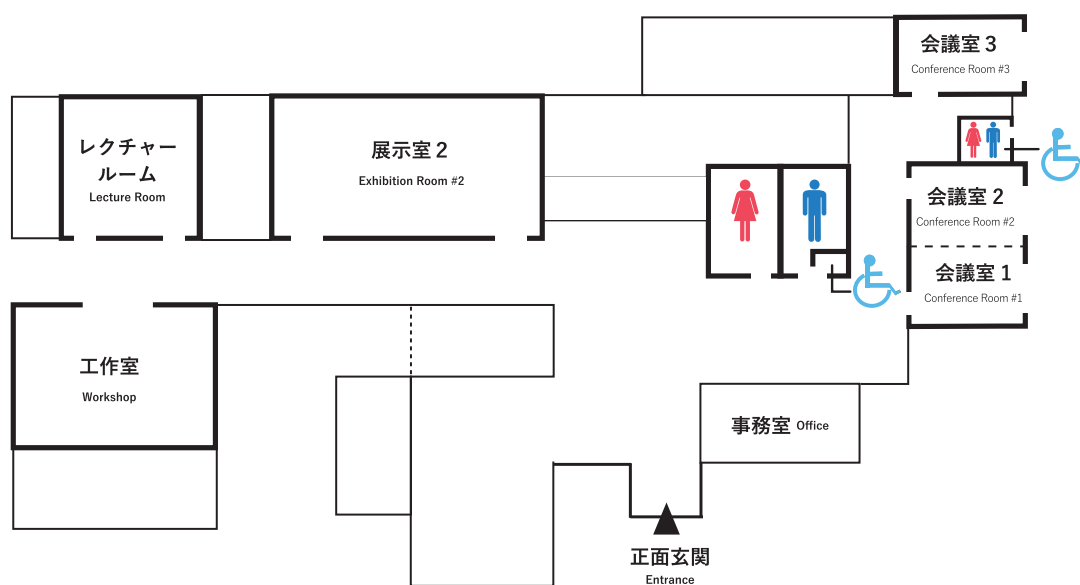 会議室 3
Conference Room #3
レクチャー
ルーム
Lecture Room
展示室 2
Exhibition Room #2
会議室 2
Conference Room #2
会議室 1
Conference Room #1
工作室
Workshop
事務室 Office
正面玄関
Entrance